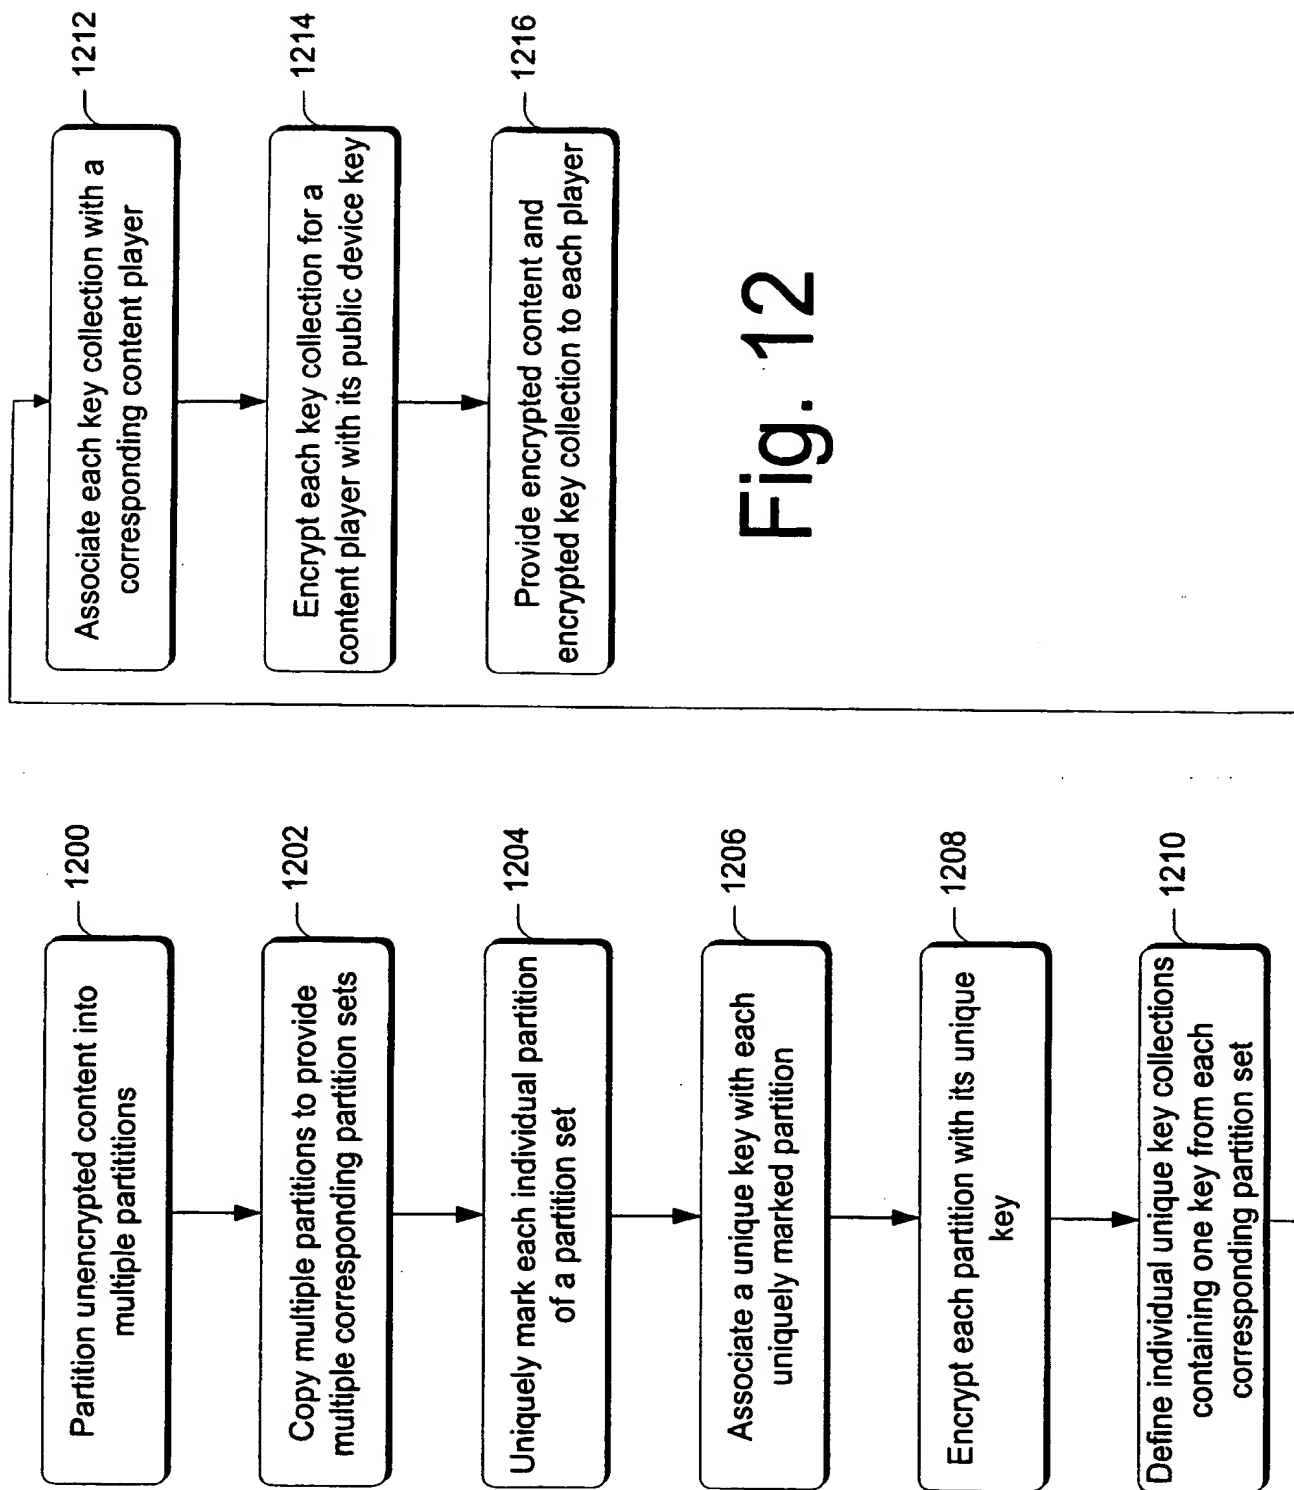 Partition unencrypted content into
multiple partititions
1200
Copy multiple partitions to provide
multiple corresponding partition sets
1202
Uniquely mark each individual partition
of a partition set
1204
Associate a unique key with each
uniquely marked partition
1206
Encrypt each partition with its unique
key
1208
Define individual unique key collections
containing one key from each
corresponding partition set
1210
Associate each key collection with a
corresponding content player
1212
Encrypt each key collection for a
content player with its public device key
1214
Provide encrypted content and
encrypted key collection to each player
1216
Fig. 12